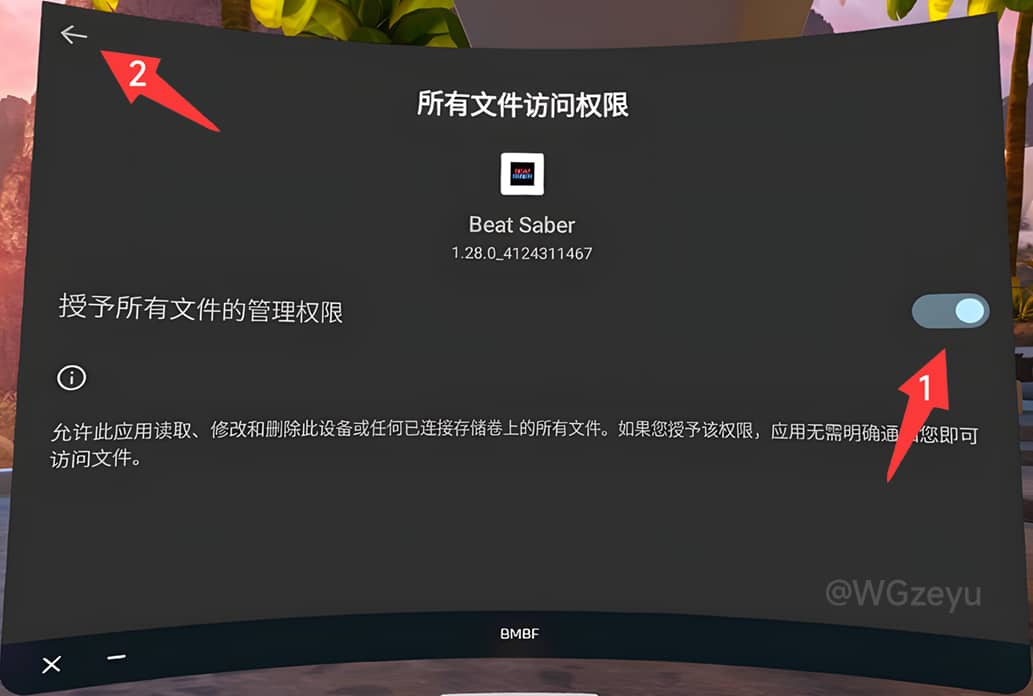 2
所有文件访问权限
Beat Saber
1.28.0_4124311467
授予所有文件的管理权限
1
允许此应用读取、修改和删除此设备或任何已连接存储卷上的所有文件。如果您授予该权限，应用无需明确通 您即可
访问文件。
@WGzeyu
BMBF